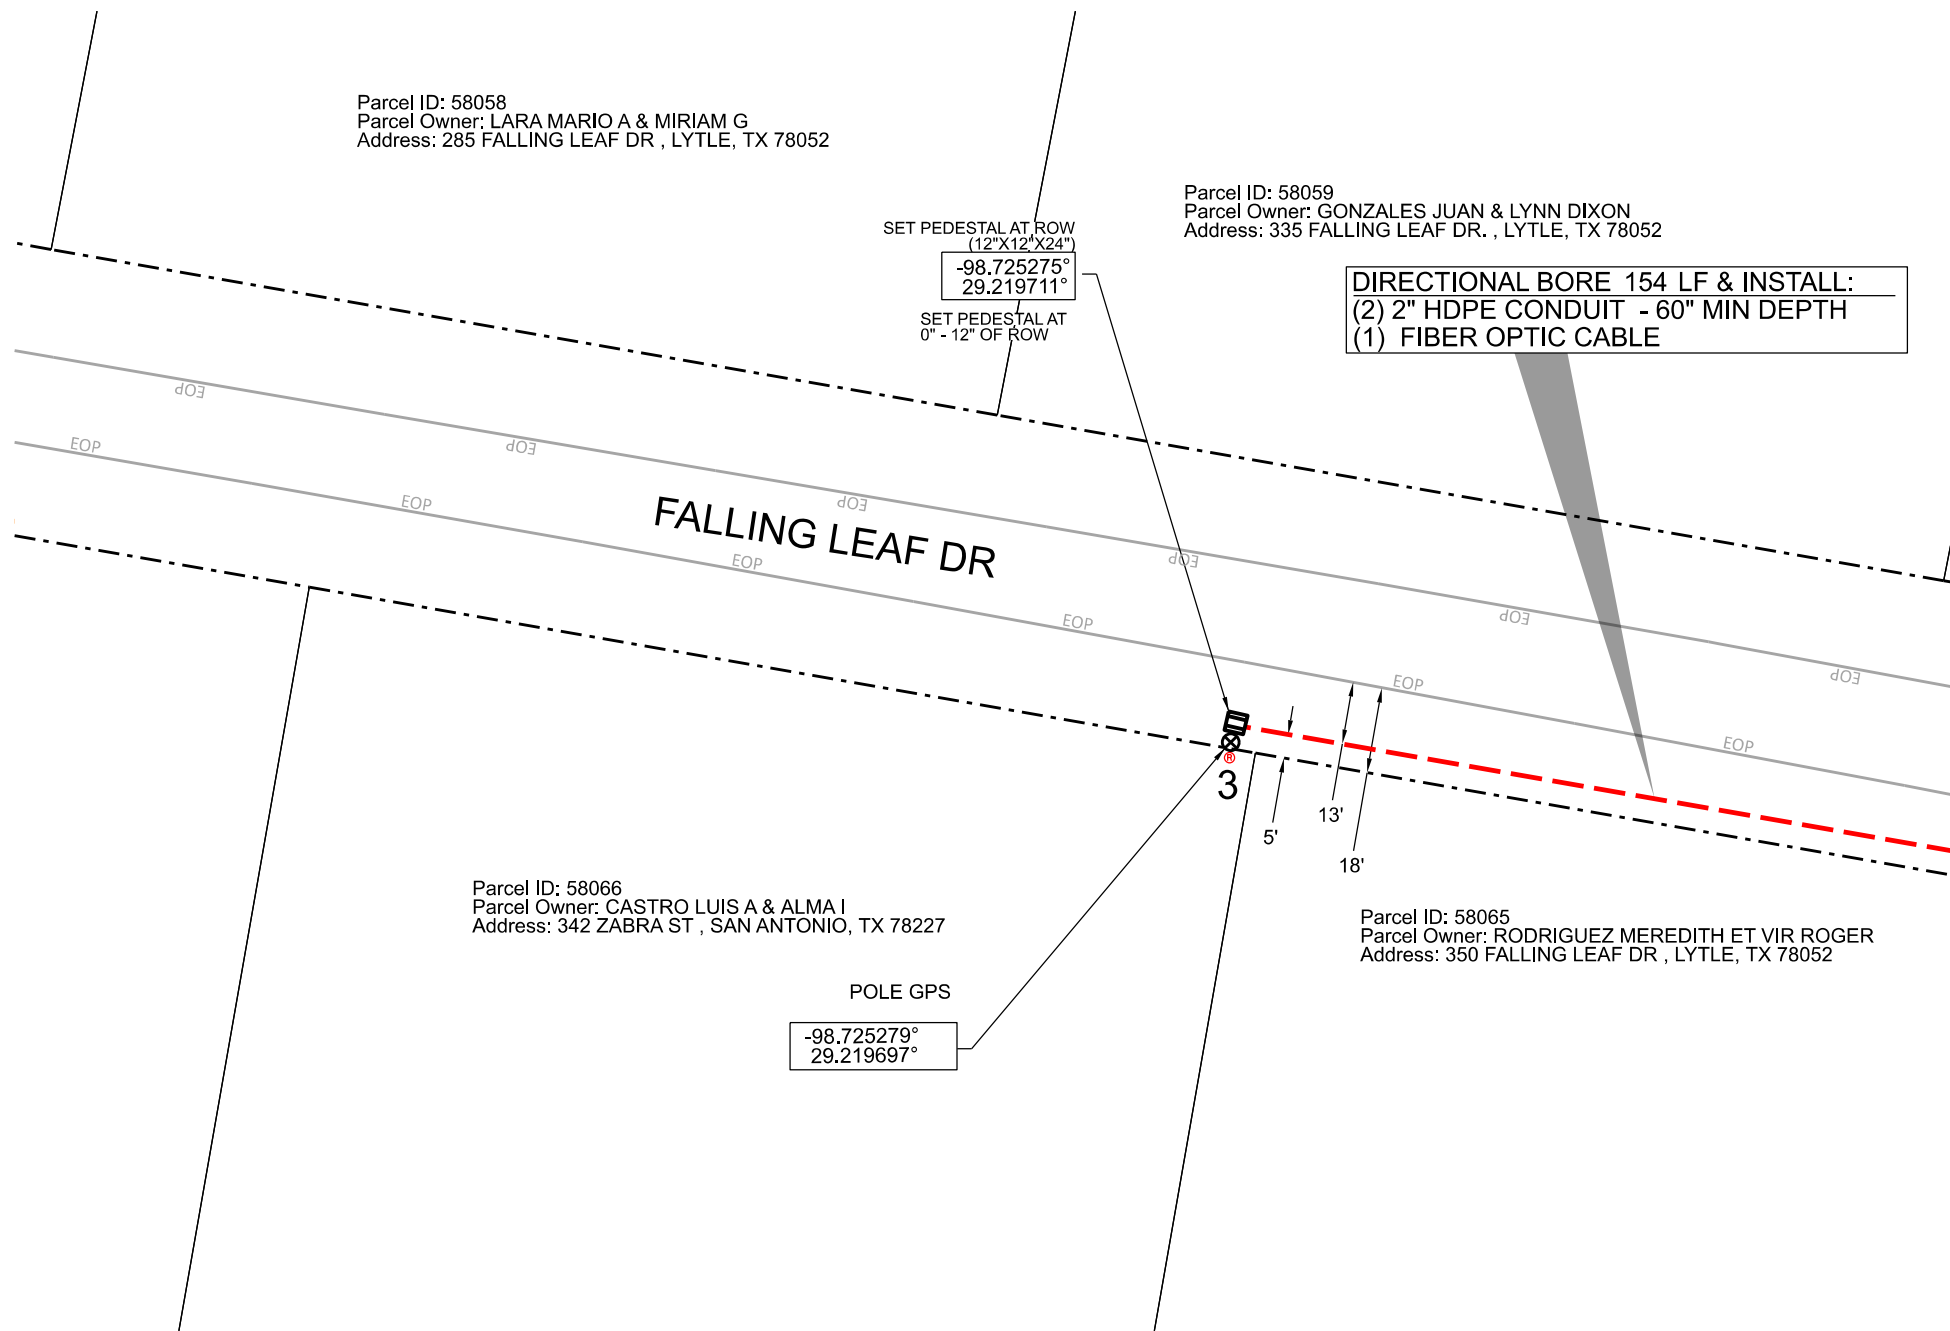 Parcel ID: 58058
Parcel Owner: LARA MARIO A & MIRIAM G
Address: 285 FALLING LEAF DR , LYTLE, TX 78052
Parcel ID: 58059
Parcel Owner: GONZALES JUAN & LYNN DIXON
Address: 335 FALLING LEAF DR. , LYTLE, TX 78052
SET PEDESTAL AT ROW
(12"X12"X24")
-98.725275°
29.219711°
SET PEDESTAL AT
0" - 12" OF ROW
DIRECTIONAL BORE 154 LF & INSTALL:
(2) 2" HDPE CONDUIT - 60" MIN DEPTH
(1) FIBER OPTIC CABLE
EOP
EOP
EOP
EOP
EOP
EOP
EOP
EOP
EOP
EOP
EOP
EOP
FALLING LEAF DR
®
3
5'
13'
18'
Parcel ID: 58066
Parcel Owner: CASTRO LUIS A & ALMA I
Address: 342 ZABRA ST , SAN ANTONIO, TX 78227
Parcel ID: 58065
Parcel Owner: RODRIGUEZ MEREDITH ET VIR ROGER
Address: 350 FALLING LEAF DR , LYTLE, TX 78052
POLE GPS
-98.725279°
29.219697°